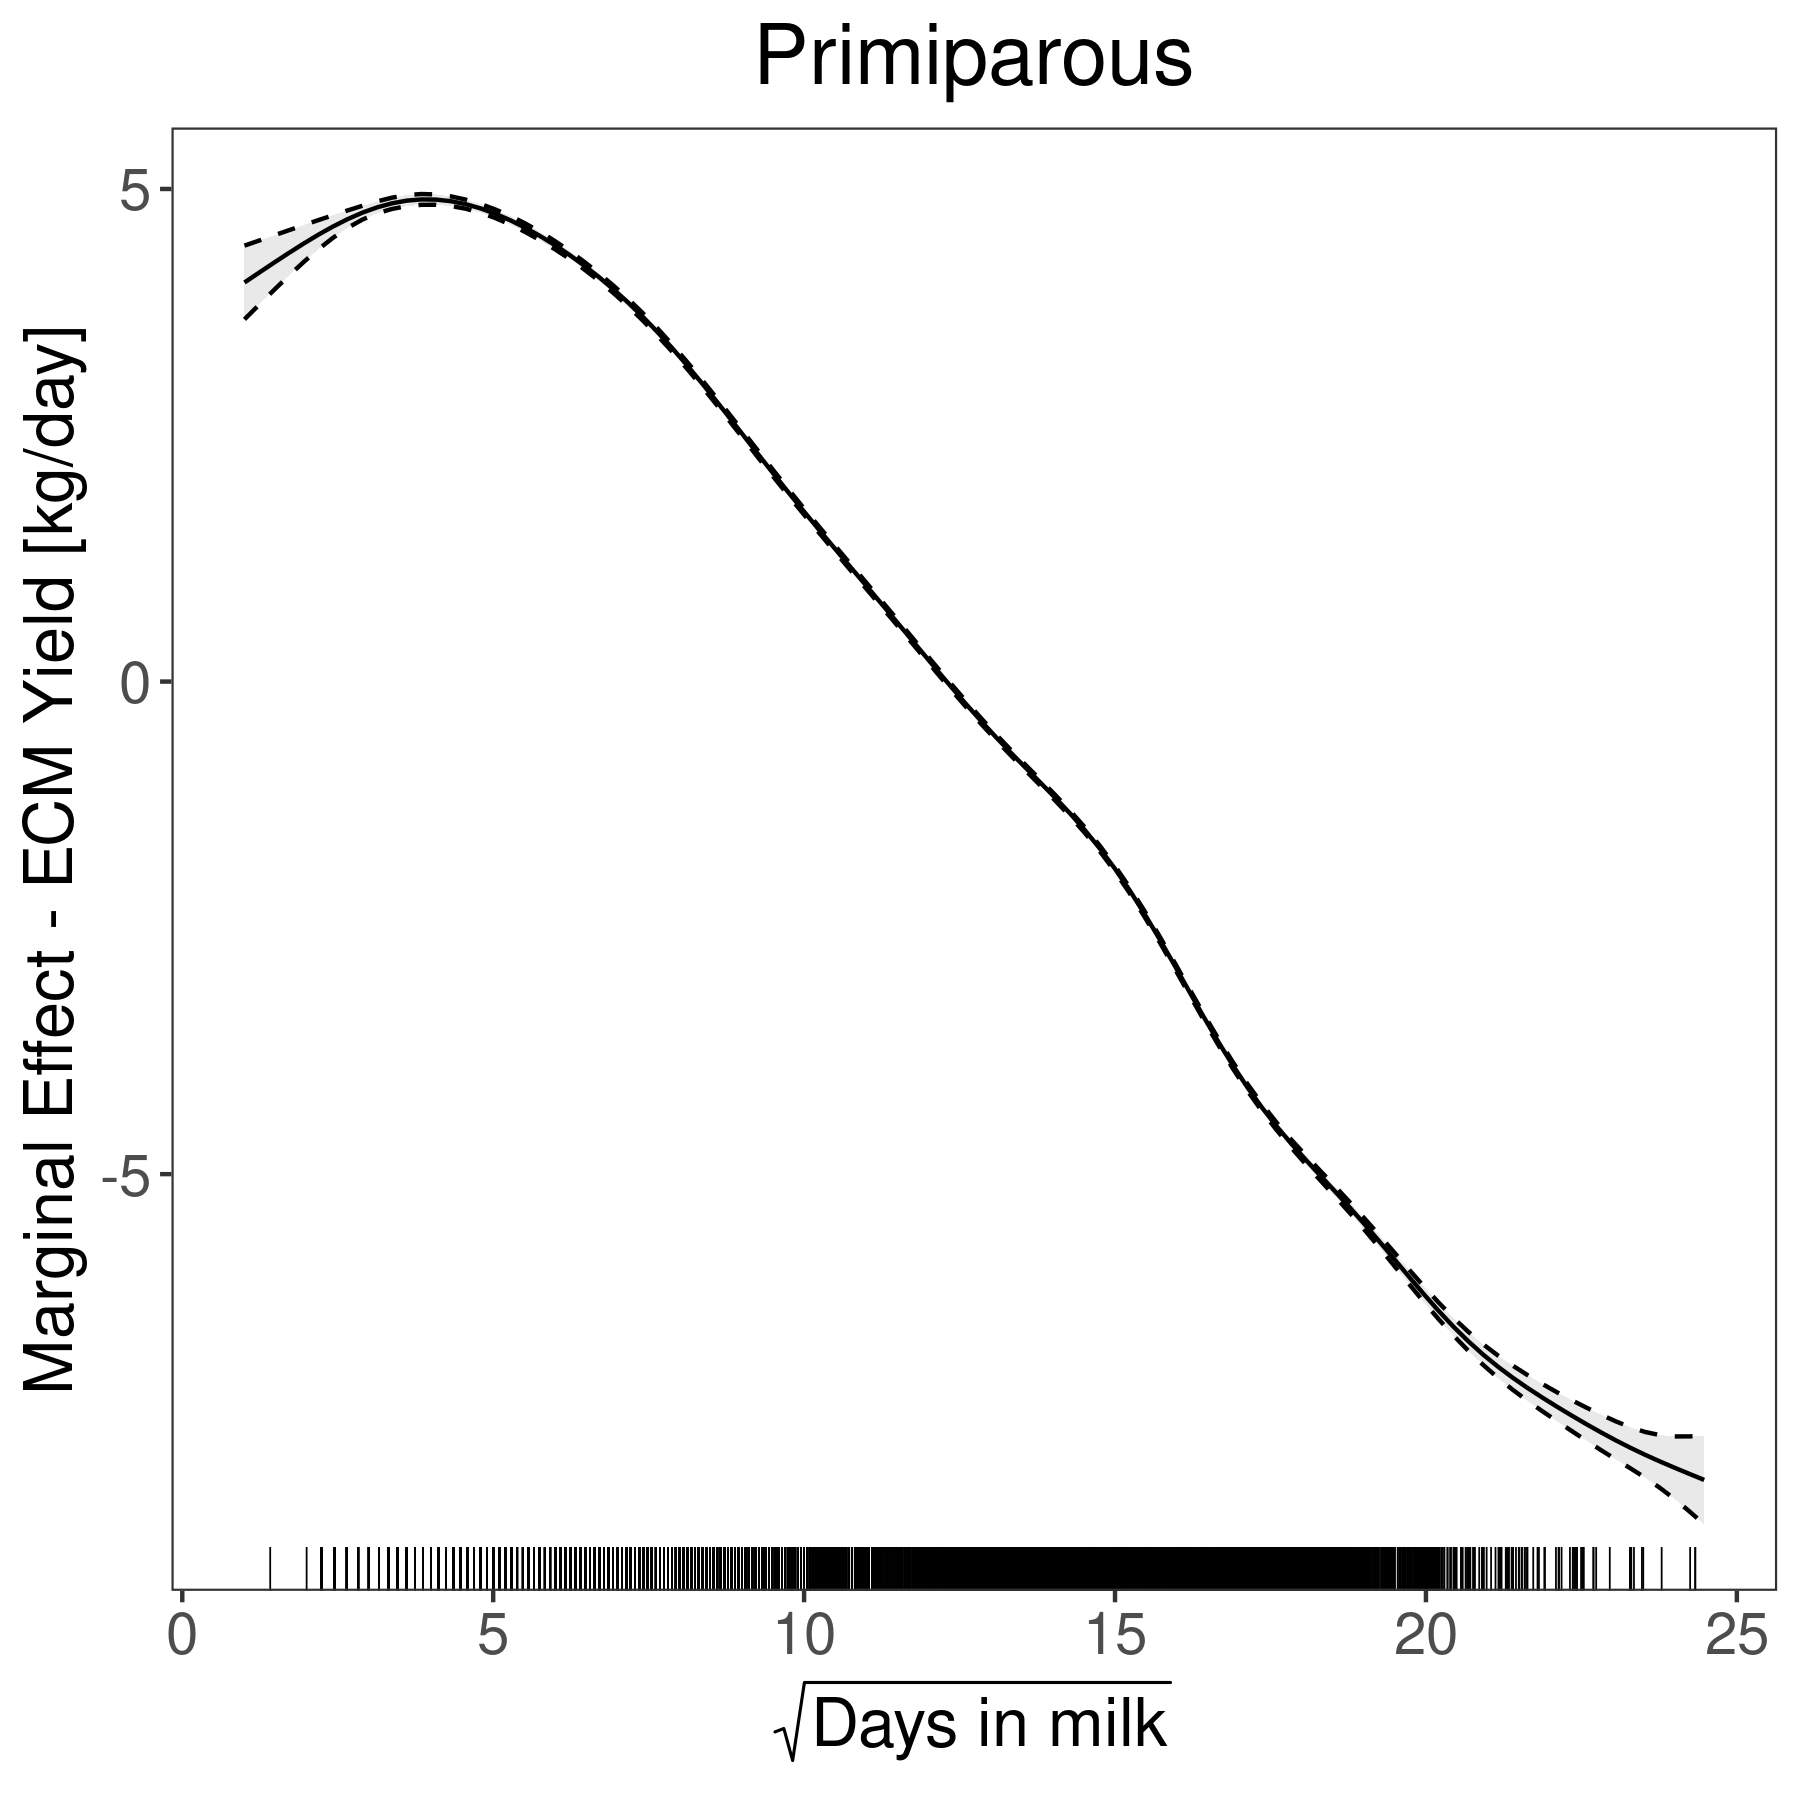 Primiparous
Marginal Effect - ECM Yield [kg/day]
5
0
-5
0 5 10 15 20 25
√Days in milk